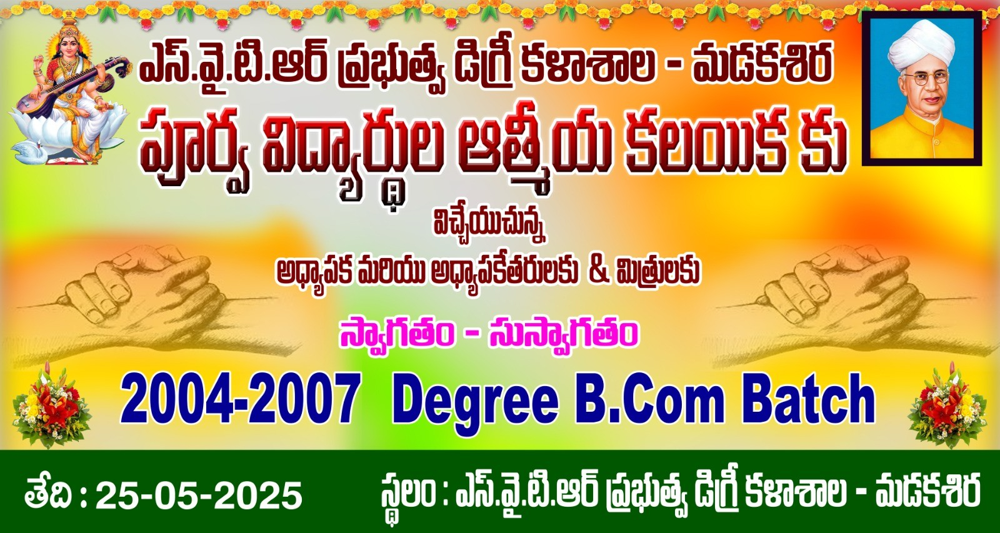 ఎస్.వై.టి.ఆర్ ప్రభుత్వ డిగ్రీ కళాశాల - మడకశిర
పూర్వ విద్యార్థుల ఆత్మీయ కలయిక కు
విచ్చేయుచున్న
అధ్యాపక మరియు అధ్యాపకేతరులకు & మిత్రులకు
స్వాగతం - సుస్వాగతం
2004-2007 Degree B.Com Batch
తేది : 25-05-2025
స్థలం : ఎస్.వై.టి.ఆర్ ప్రభుత్వ డిగ్రీ కళాశాల - మడకశిర